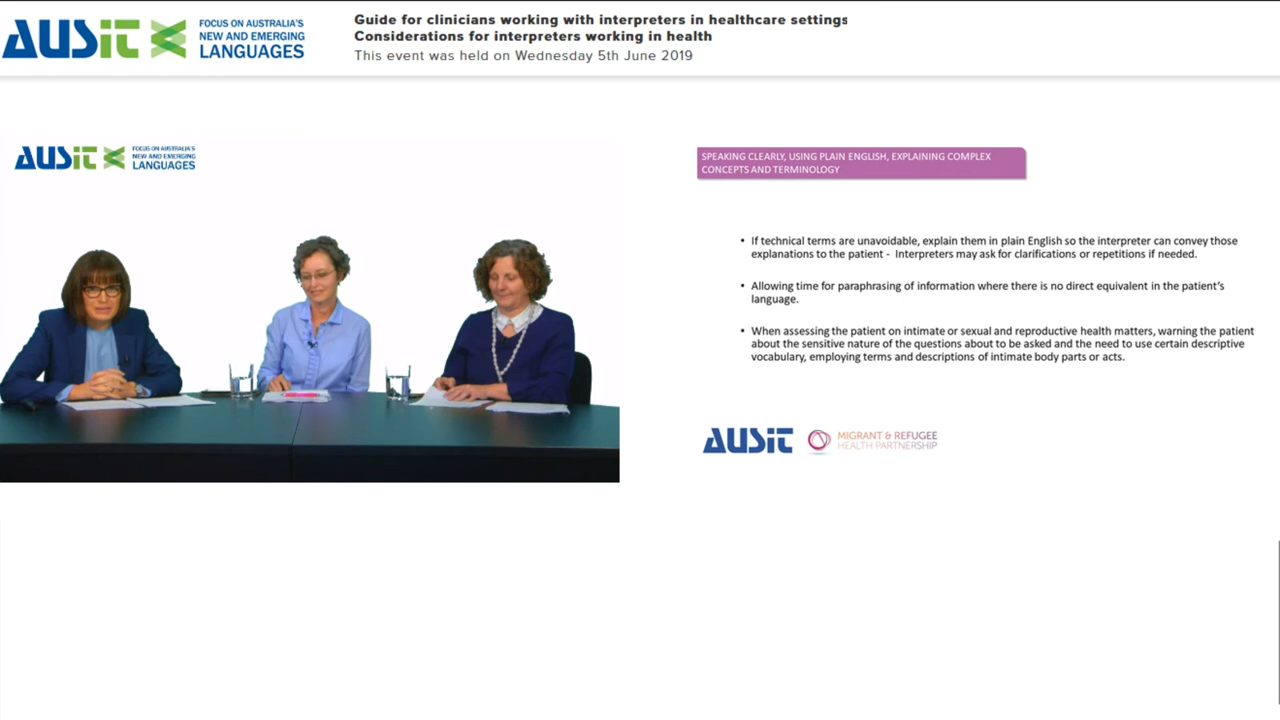 AUSiT
FOCUS ON AUSTRALIA'S
NEW AND EMERGING
LANGUAGES
Guide for clinicians working with interpreters in healthcare settings
Considerations for interpreters working in health
This event was held on Wednesday 5th June 2019
AUSiT
FOCUS ON AUSTRALIA'S
NEW AND EMERGING
LANGUAGES
SPEAKING CLEARLY, USING PLAIN ENGLISH, EXPLAINING COMPLEX
CONCEPTS AND TERMINOLOGY
• If technical terms are unavoidable, explain them in plain English so the interpreter can convey those
explanations to the patient - Interpreters may ask for clarifications or repetitions if needed.
• Allowing time for paraphrasing of information where there is no direct equivalent in the patient's
language.
• When assessing the patient on intimate or sexual and reproductive health matters, warning the patient
about the sensitive nature of the questions about to be asked and the need to use certain descriptive
vocabulary, employing terms and descriptions of intimate body parts or acts.
AUSiT
MIGRANT & REFUGEE
HEALTH PARTNERSHIP